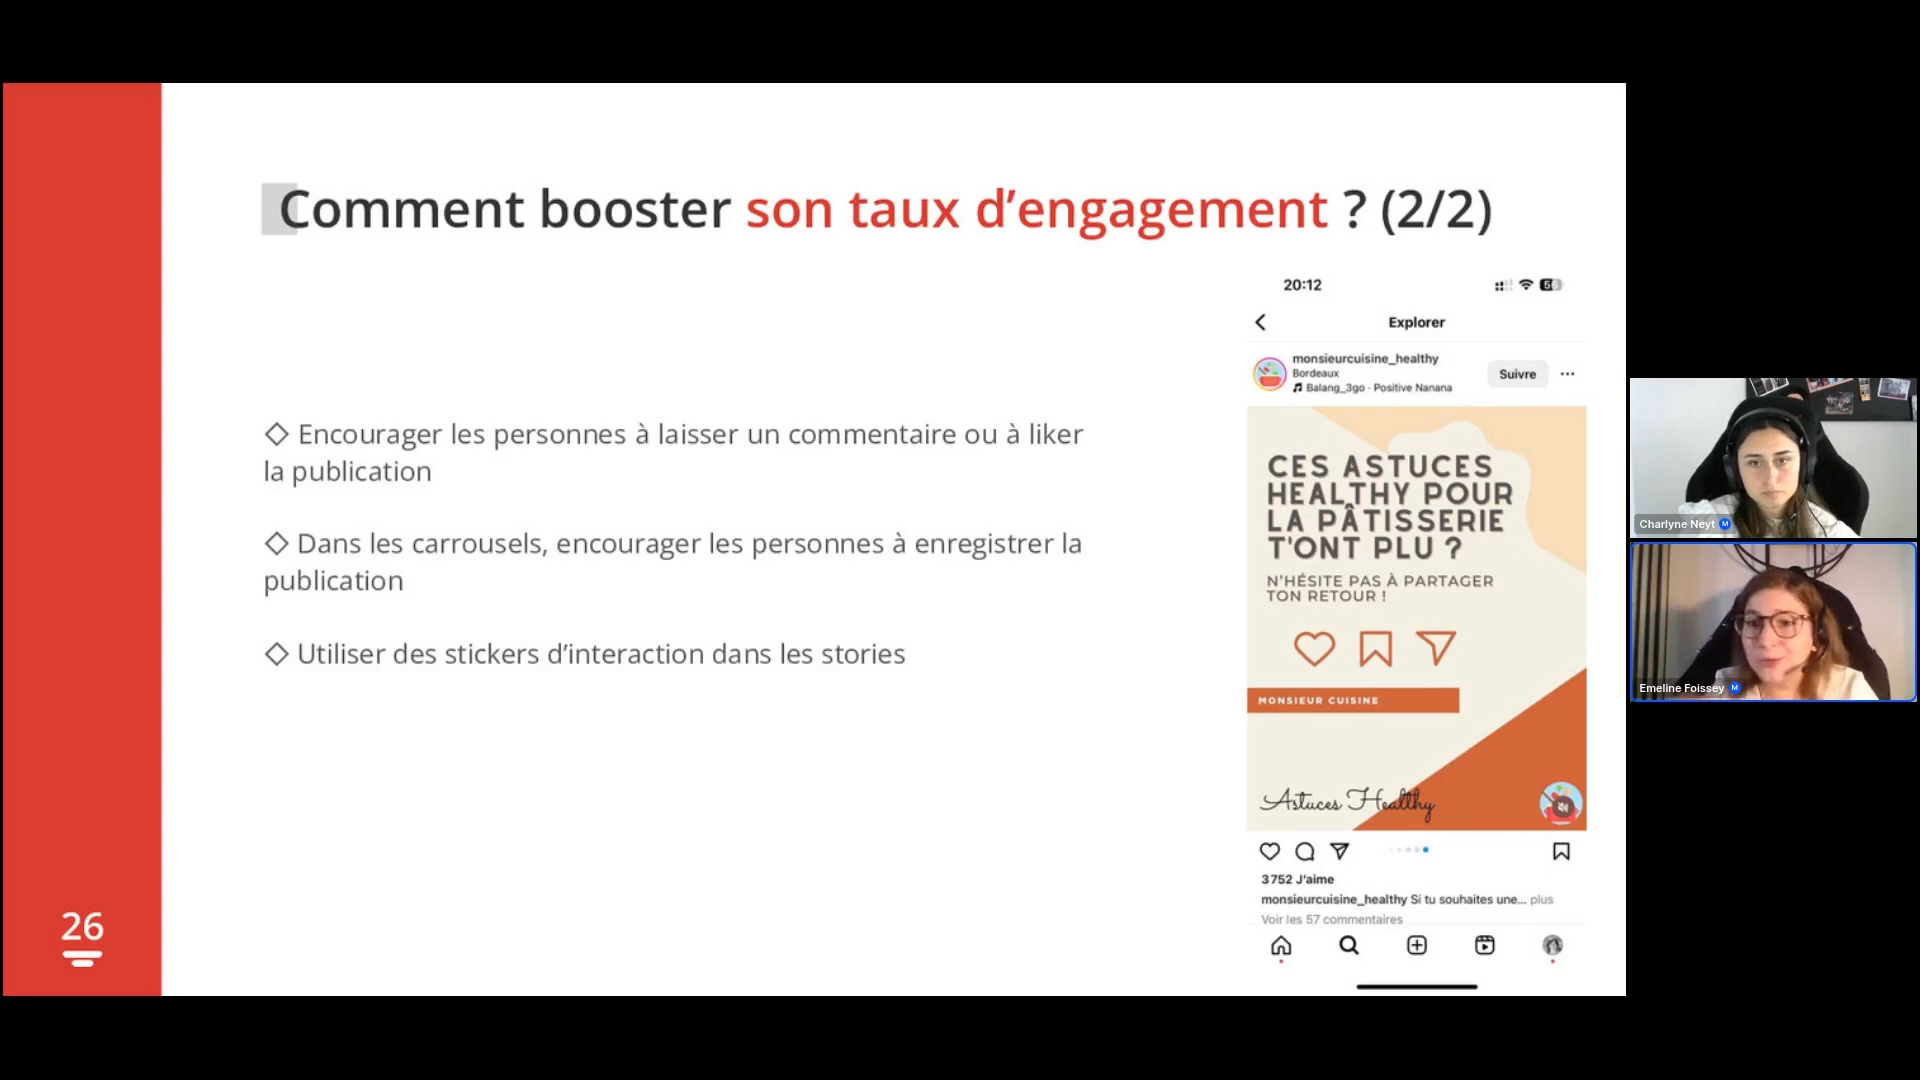 Comment booster son taux d’engagement ? (2/2)
◇ Encourager les personnes à laisser un commentaire ou à liker
la publication
◇ Dans les carrousels, encourager les personnes à enregistrer la
publication
◇ Utiliser des stickers d’interaction dans les stories
26
20:12
56
Explorer
monsieurcuisine_healthy
Bordeaux
Balang_3go · Positive Nanana
Suivre
CES ASTUCES
HEALTHY POUR
LA PÂTISSERIE
T'ONT PLU ?
N'HÉSITE PAS À PARTAGER
TON RETOUR !
MONSIEUR CUISINE
Astuces Healthy
3 752 J’aime
monsieurcuisine_healthy Si tu souhaites une... plus
Voir les 57 commentaires
Charlyne Neyt M
Emeline Foissey M